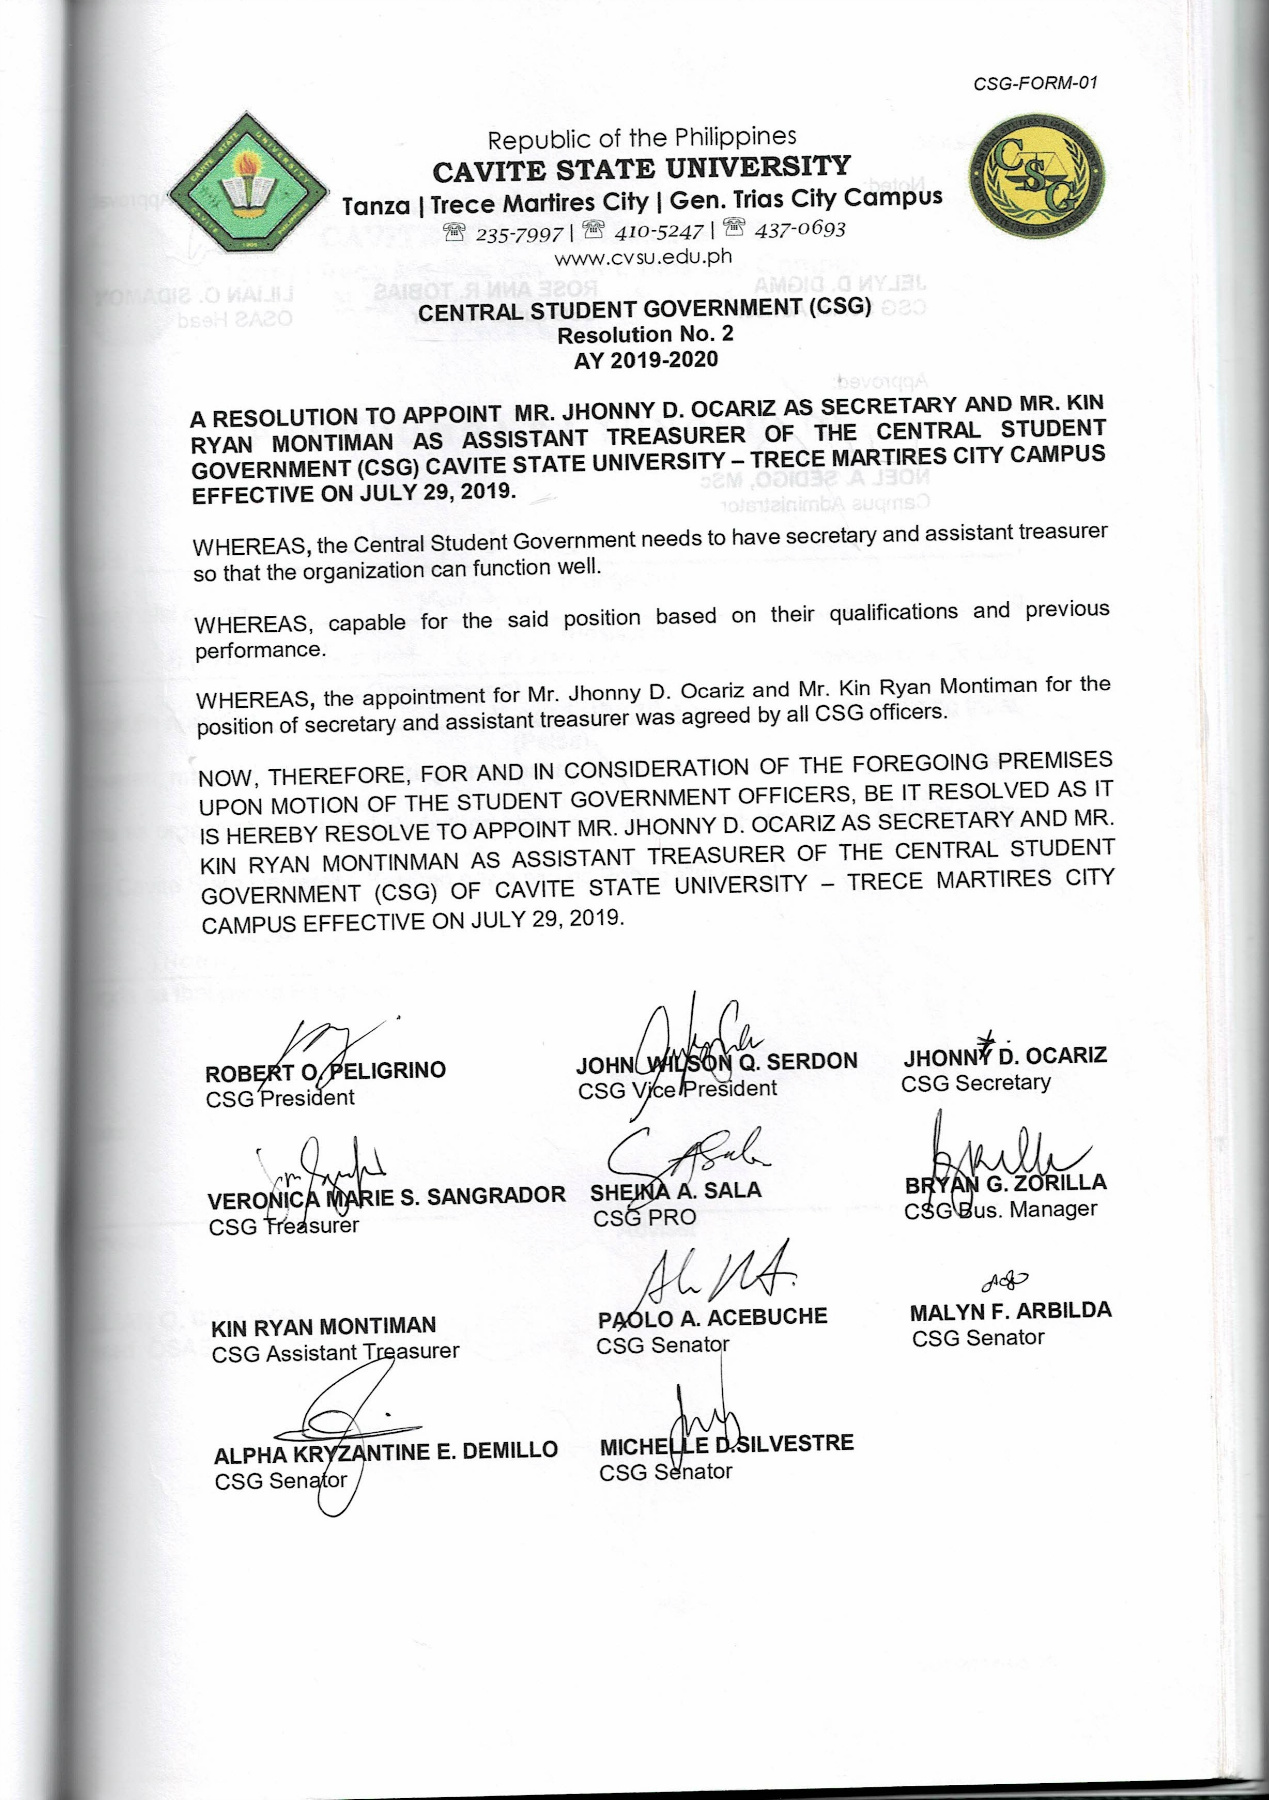 CSG-FORM-01
Republic of the Philippines
CAVITE STATE UNIVERSITY
Tanza | Trece Martires City | Gen. Trias City Campus
☏ 235-7997 | ☏ 410-5247 | ☏ 437-0693
www.cvsu.edu.ph
CSG
CENTRAL STUDENT GOVERNMENT (CSG)
Resolution No. 2
AY 2019-2020
A RESOLUTION TO APPOINT MR. JHONNY D. OCARIZ AS SECRETARY AND MR. KIN
RYAN MONTIMAN AS ASSISTANT TREASURER OF THE CENTRAL STUDENT
GOVERNMENT (CSG) CAVITE STATE UNIVERSITY – TRECE MARTIRES CITY CAMPUS
EFFECTIVE ON JULY 29, 2019.
WHEREAS, the Central Student Government needs to have secretary and assistant treasurer
so that the organization can function well.
WHEREAS, capable for the said position based on their qualifications and previous
performance.
WHEREAS, the appointment for Mr. Jhonny D. Ocariz and Mr. Kin Ryan Montiman for the
position of secretary and assistant treasurer was agreed by all CSG officers.
NOW, THEREFORE, FOR AND IN CONSIDERATION OF THE FOREGOING PREMISES
UPON MOTION OF THE STUDENT GOVERNMENT OFFICERS, BE IT RESOLVED AS IT
IS HEREBY RESOLVE TO APPOINT MR. JHONNY D. OCARIZ AS SECRETARY AND MR.
KIN RYAN MONTINMAN AS ASSISTANT TREASURER OF THE CENTRAL STUDENT
GOVERNMENT (CSG) OF CAVITE STATE UNIVERSITY – TRECE MARTIRES CITY
CAMPUS EFFECTIVE ON JULY 29, 2019.
ROBERT O. PELIGRINO JOHN WILSON Q. SERDON JHONNY D. OCARIZ
CSG President CSG Vice President CSG Secretary
VERONICA MARIE S. SANGRADOR SHEINA A. SALA BRYAN G. ZORILLA
CSG Treasurer CSG PRO CSG Bus. Manager
KIN RYAN MONTIMAN PAOLO A. ACEBUCHE MALYN F. ARBILDA
CSG Assistant Treasurer CSG Senator CSG Senator
ALPHA KRYZANTINE E. DEMILLO MICHELLE D.SILVESTRE
CSG Senator CSG Senator